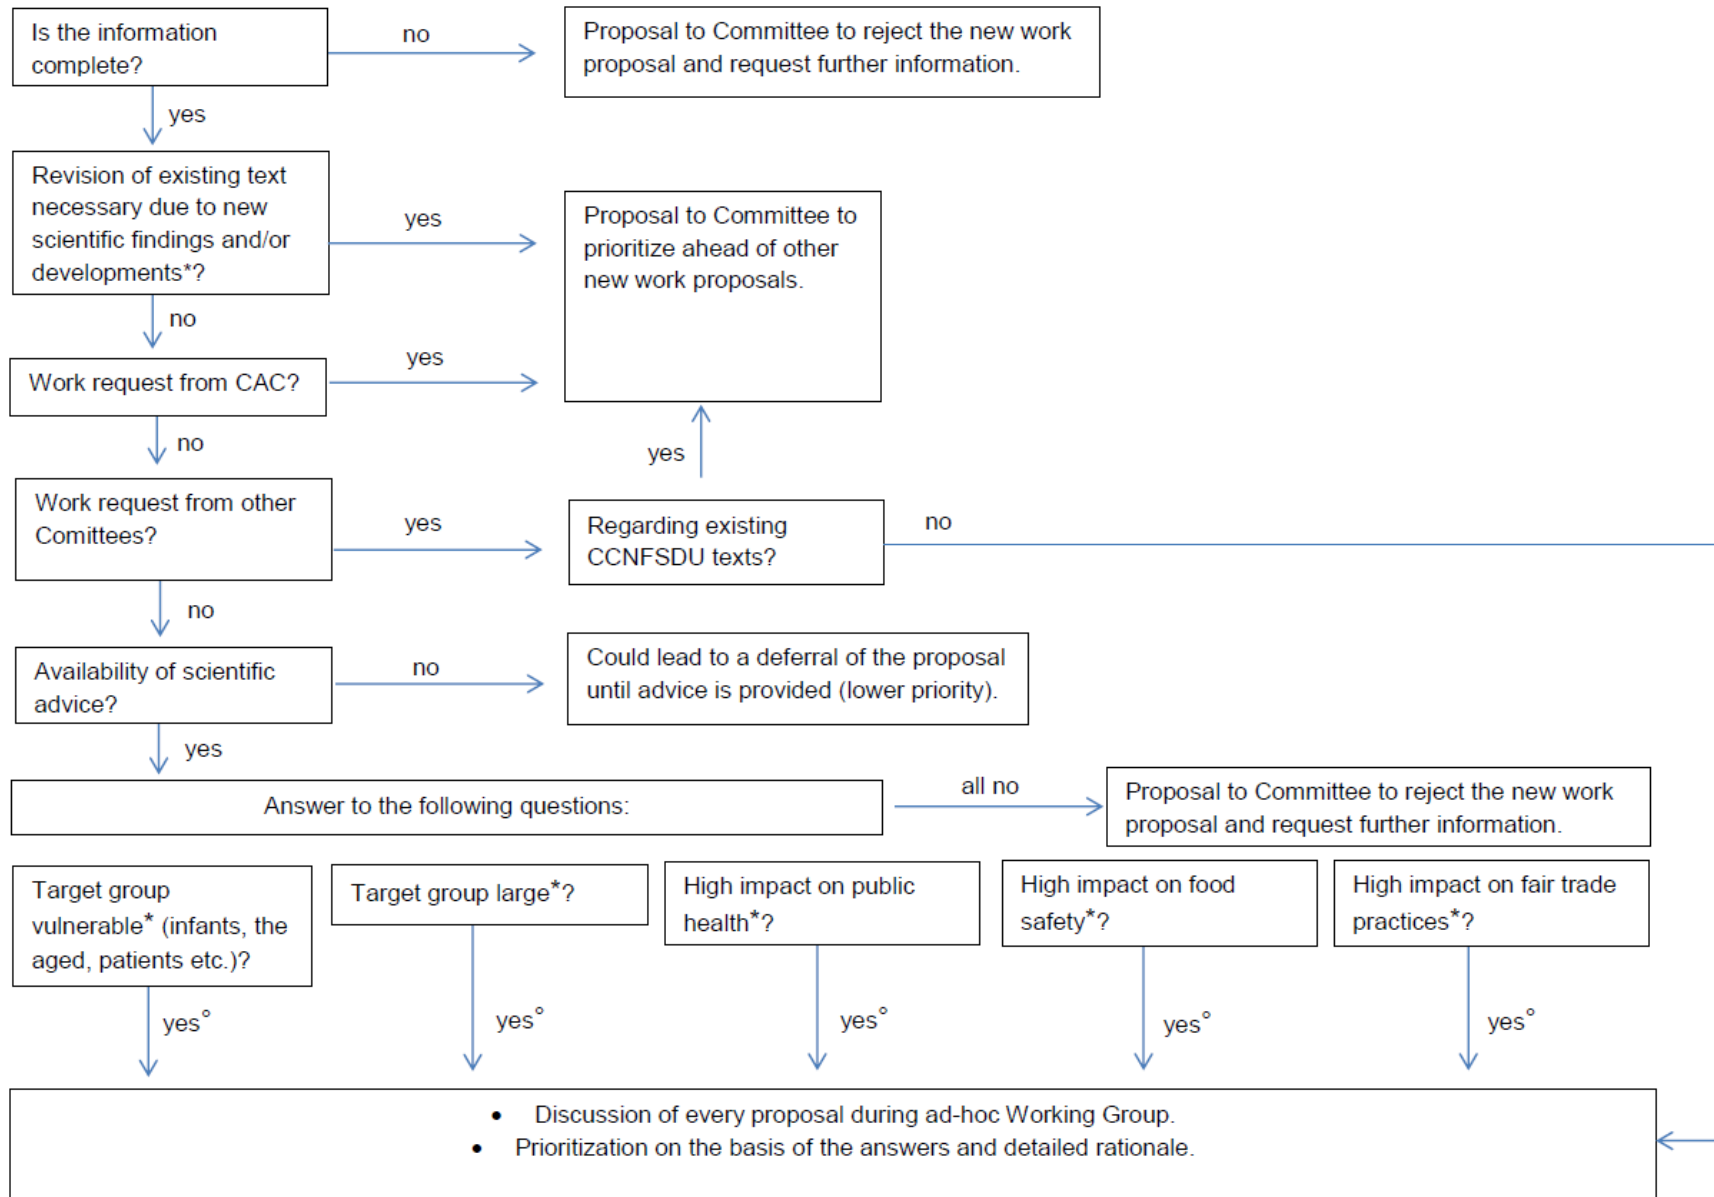 Is the information
complete?
no
Proposal to Committee to reject the new work
proposal and request further information.
yes
Revision of existing text
necessary due to new
scientific findings and/or
developments*?
yes
Proposal to Committee to
prioritize ahead of other
new work proposals.
no
Work request from CAC?
yes
no
yes
Work request from other
Comittees?
yes
Regarding existing
CCNFSDU texts?
no
no
Availability of scientific
advice?
no
Could lead to a deferral of the proposal
until advice is provided (lower priority).
yes
Answer to the following questions:
all no
Proposal to Committee to reject the new work
proposal and request further information.
Target group
vulnerable* (infants, the
aged, patients etc.)?
Target group large*?
High impact on public
health*?
High impact on food
safety*?
High impact on fair trade
practices*?
yes°
yes°
yes°
yes°
yes°
• Discussion of every proposal during ad-hoc Working Group.
• Prioritization on the basis of the answers and detailed rationale.